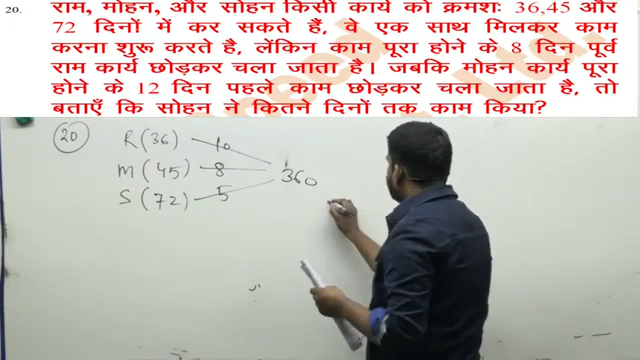 20. राम, मोहन, और सोहन किसी कार्य को क्रमशः 36,45 और
72 दिनों में कर सकते हैं, वे एक साथ मिलकर काम
करना शुरू करते है, लेंकिन काम पूरा होने के 8 दिन पूर्व
राम कार्य छोड़कर चला जाता है। जबकि मोहन कार्य पूरा
होने के 12 दिन पहले काम छोड़कर चला जाता है, तो
बताएँ कि सोहन ने कितने दिनों तक काम किया?
20
R (36) 10
M (45) 8 360
S (72) 5